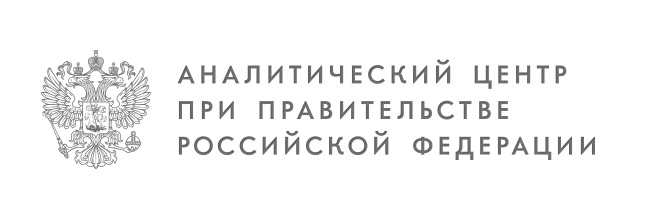 АНАЛИТИЧЕСКИЙ ЦЕНТР
ПРИ ПРАВИТЕЛЬСТВЕ
РОССИЙСКОЙ ФЕДЕРАЦИИ